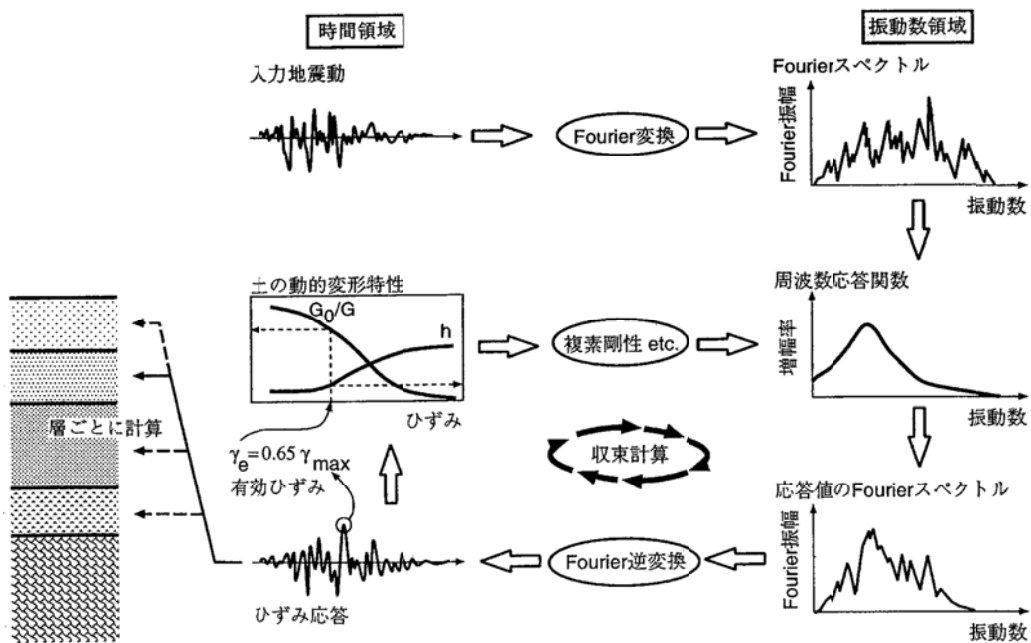 時間領域
振動数領域
入力地震動
Fourierスペクトル
Fourier変換
Fourier振幅
振動数
土の動的変形特性
G₀/G
h
ひずみ
複素剛性 etc.
周波数応答関数
増幅率
振動数
層ごとに計算
γe=0.65 γmax
有効ひずみ
収束計算
応答値のFourierスペクトル
Fourier逆変換
Fourier振幅
振動数
ひずみ応答